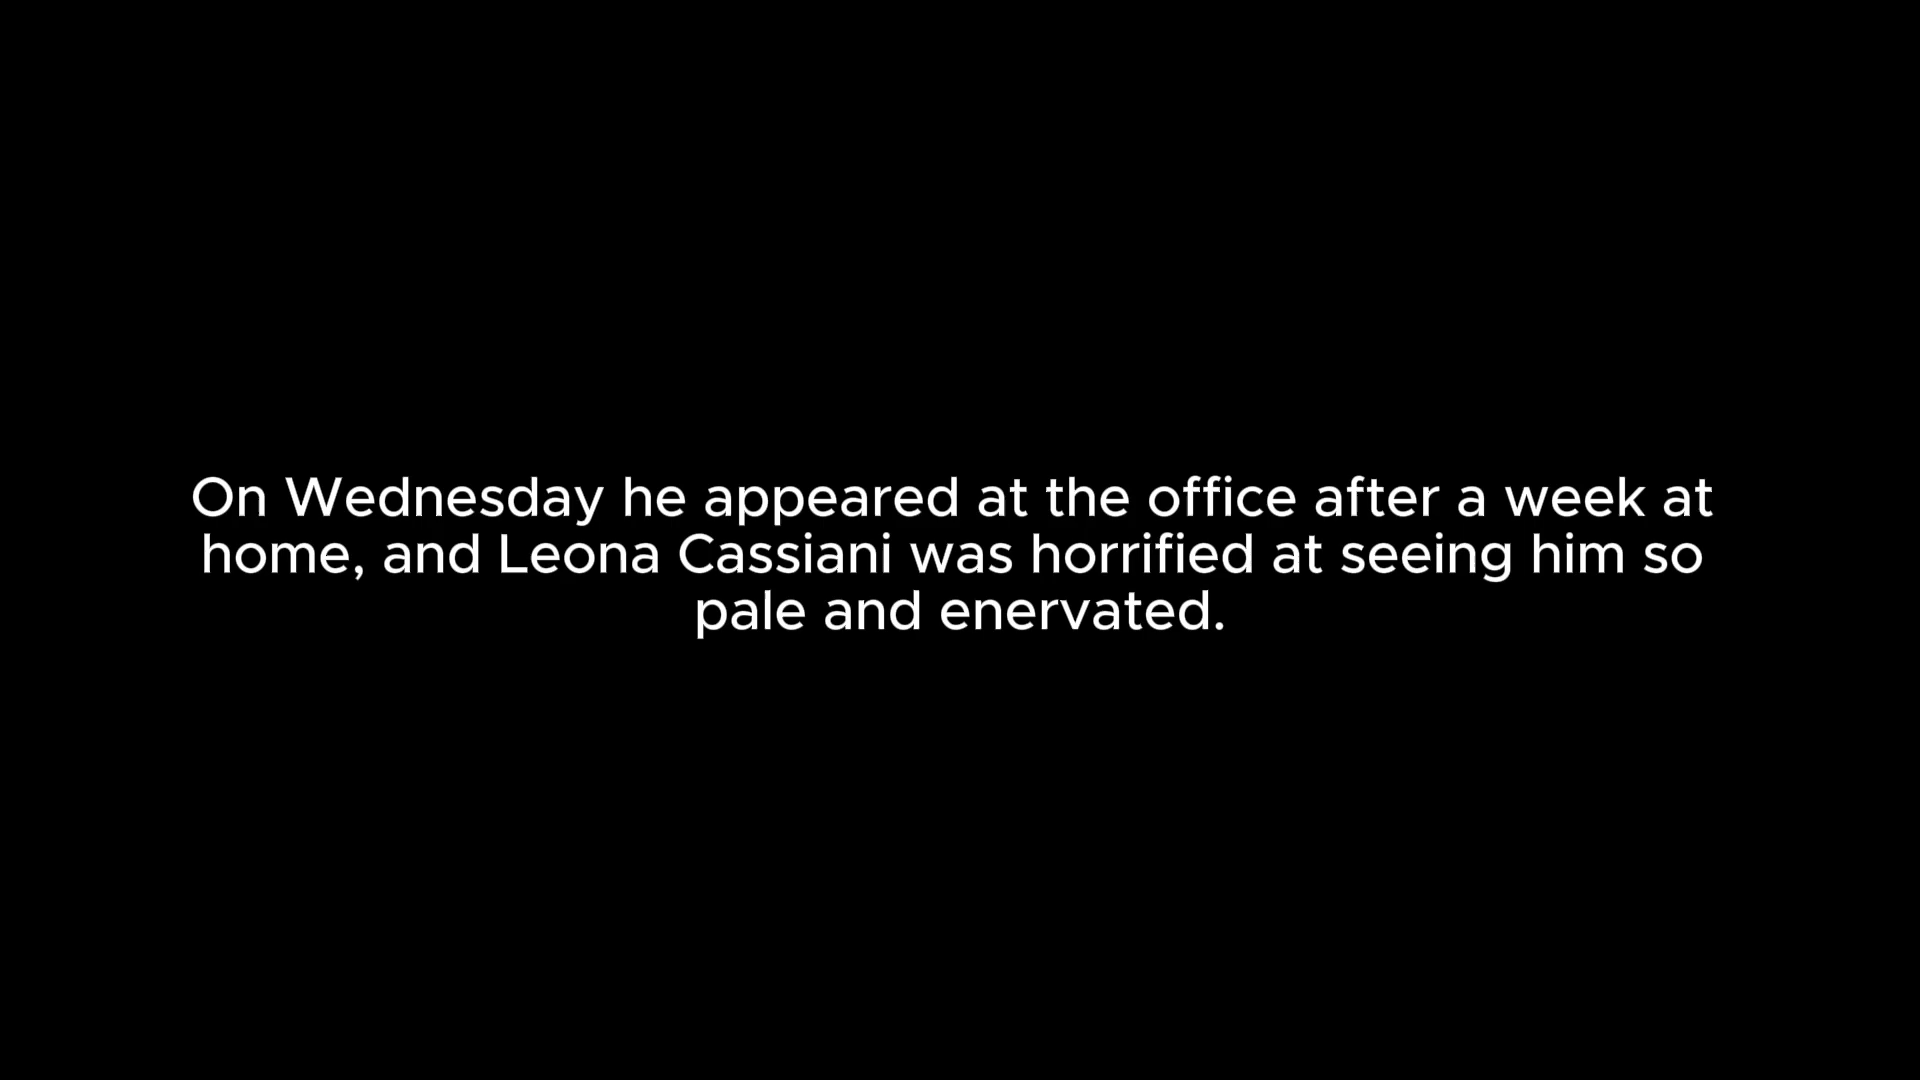 On Wednesday he appeared at the office after a week at
home, and Leona Cassiani was horrified at seeing him so
pale and enervated.